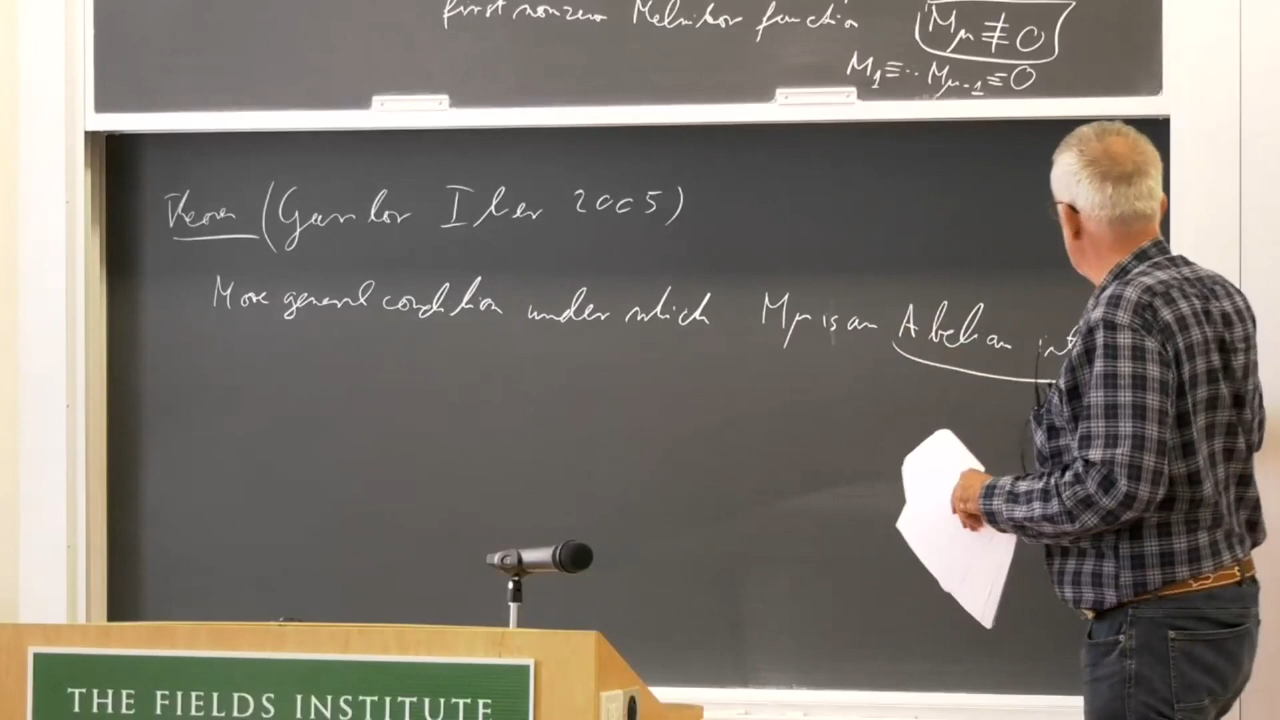 first nonzero Melnikov function
Mμ ≢ 0
M₁ ≡ ·· Mμ-1 ≡ 0
Theorem (Gavrilov Iliev 2005)
More general condition under which Mμ is an Abelian int
THE FIELDS INSTITUTE